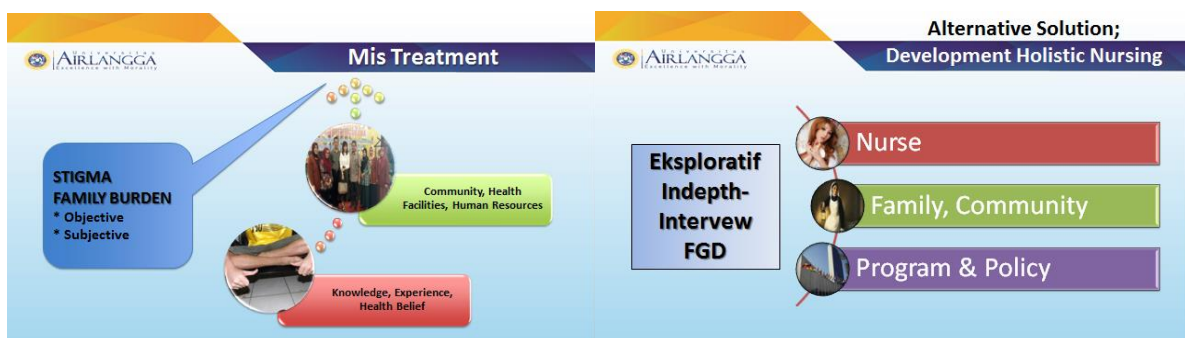 Universitas
AIRLANGGA
Excellence with Morality
Mis Treatment
STIGMA
FAMILY BURDEN
* Objective
* Subjective
Community, Health
Facilities, Human Resources
Knowledge, Experience,
Health Belief
Universitas
AIRLANGGA
Excellence with Morality
Alternative Solution;
Development Holistic Nursing
Eksploratif
Indepth-
Intervew
FGD
Nurse
Family, Community
Program & Policy